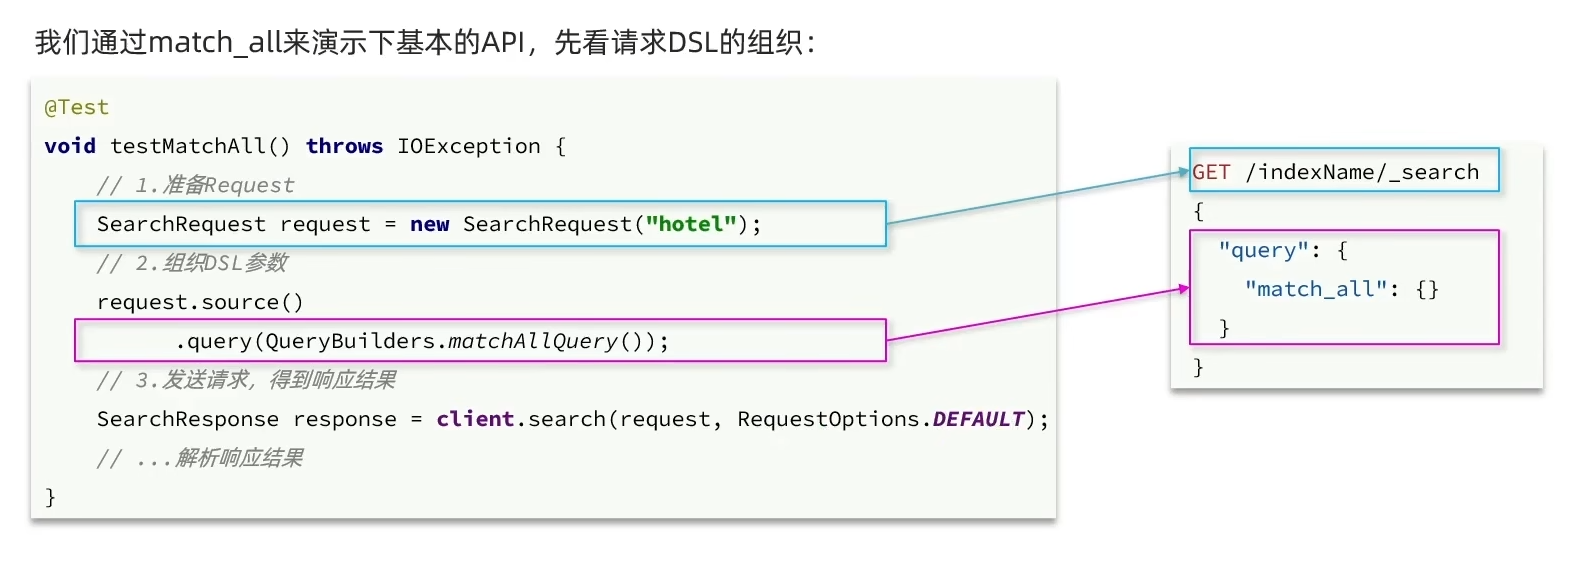 我们通过match_all来演示下基本的API，先看请求DSL的组织：
@Test
void testMatchAll() throws IOException {
    // 1.准备Request
    SearchRequest request = new SearchRequest("hotel");
    // 2.组织DSL参数
    request.source()
          .query(QueryBuilders.matchAllQuery());
    // 3.发送请求，得到响应结果
    SearchResponse response = client.search(request, RequestOptions.DEFAULT);
    // ...解析响应结果
}
GET /indexName/_search
{
  "query": {
    "match_all": {}
  }
}